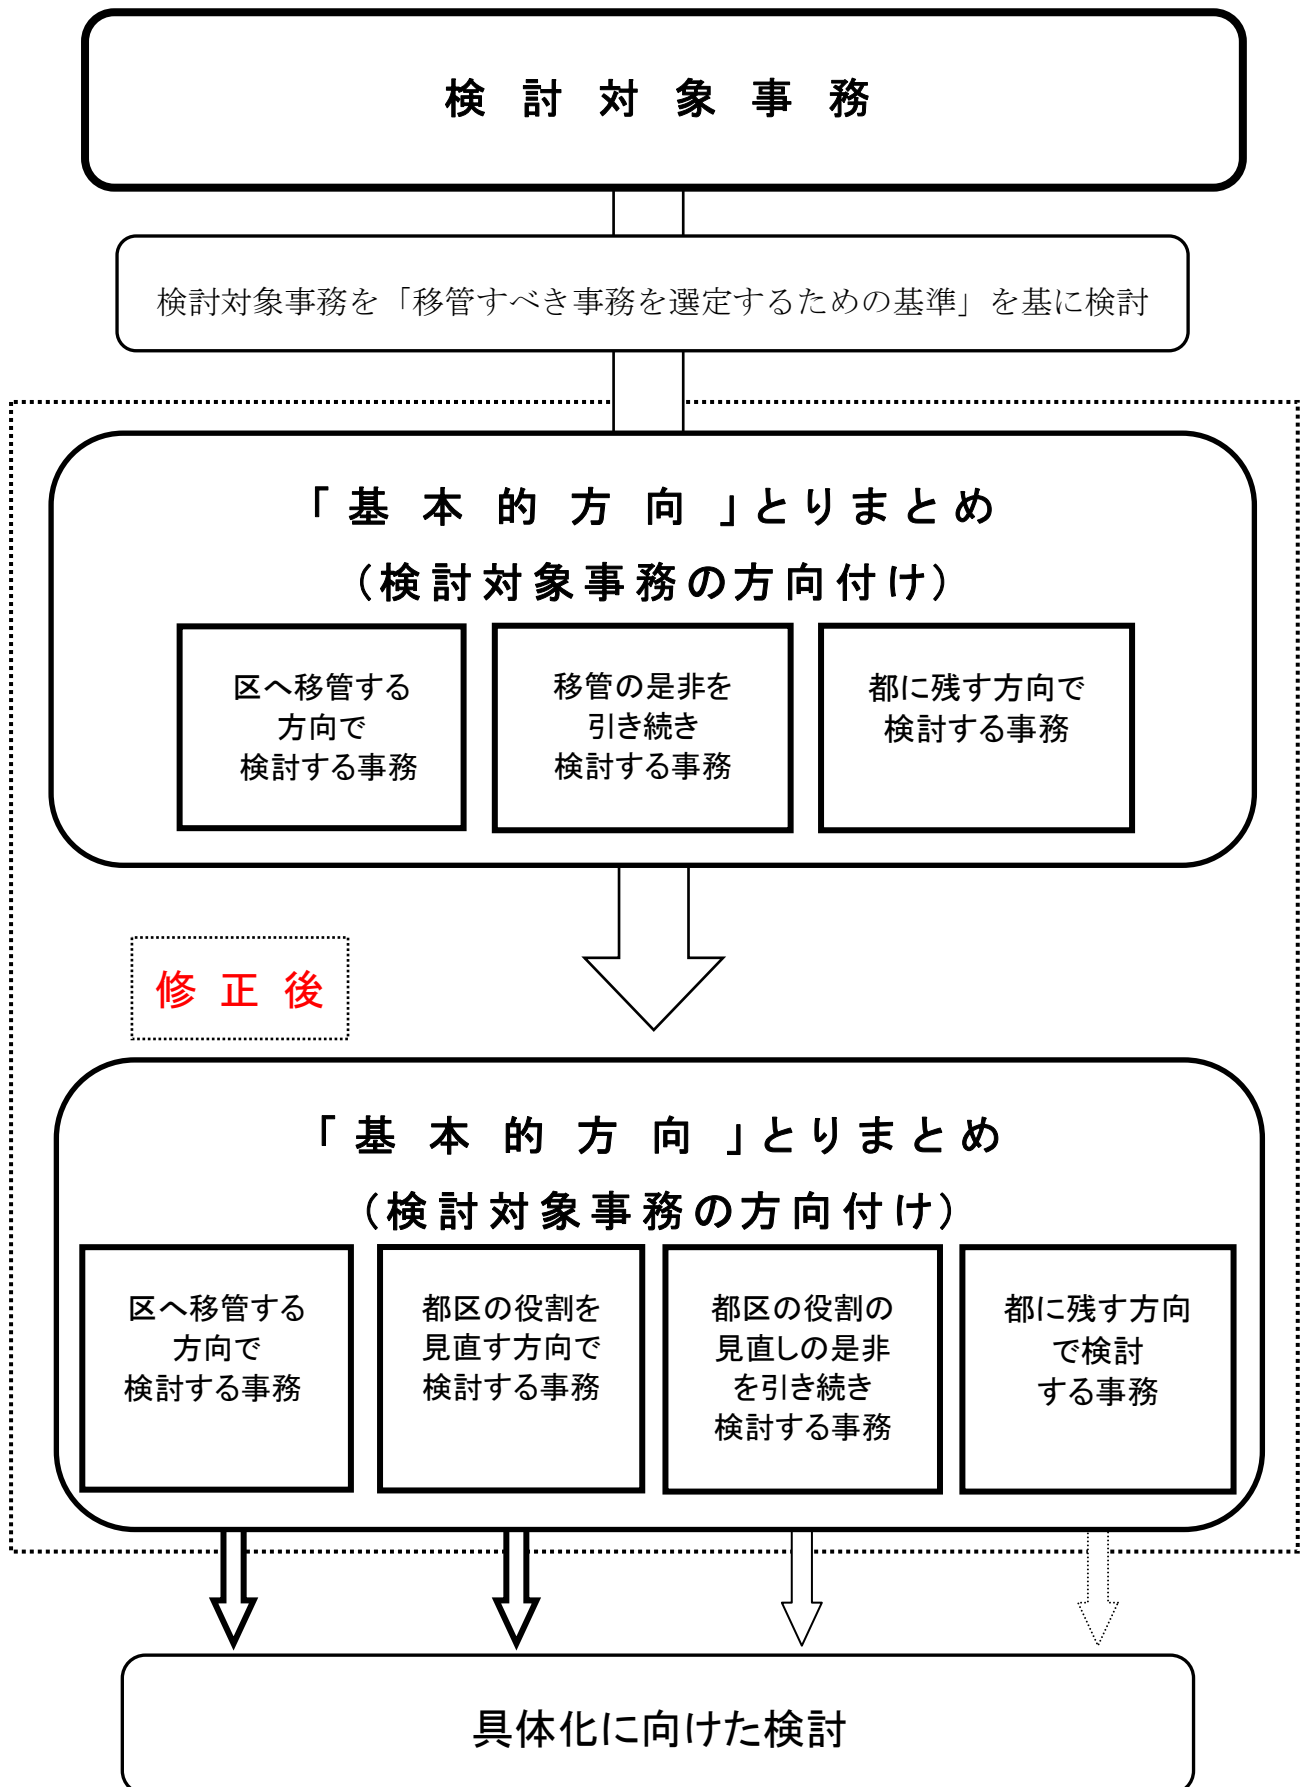 検討対象事務
検討対象事務を「移管すべき事務を選定するための基準」を基に検討
「基本的方向」とりまとめ
（検討対象事務の方向付け）
区へ移管する
方向で
検討する事務
移管の是非を
引き続き
検討する事務
都に残す方向で
検討する事務
修正後
「基本的方向」とりまとめ
（検討対象事務の方向付け）
区へ移管する
方向で
検討する事務
都区の役割を
見直す方向で
検討する事務
都区の役割の
見直しの是非
を引き続き
検討する事務
都に残す方向
で検討
する事務
具体化に向けた検討